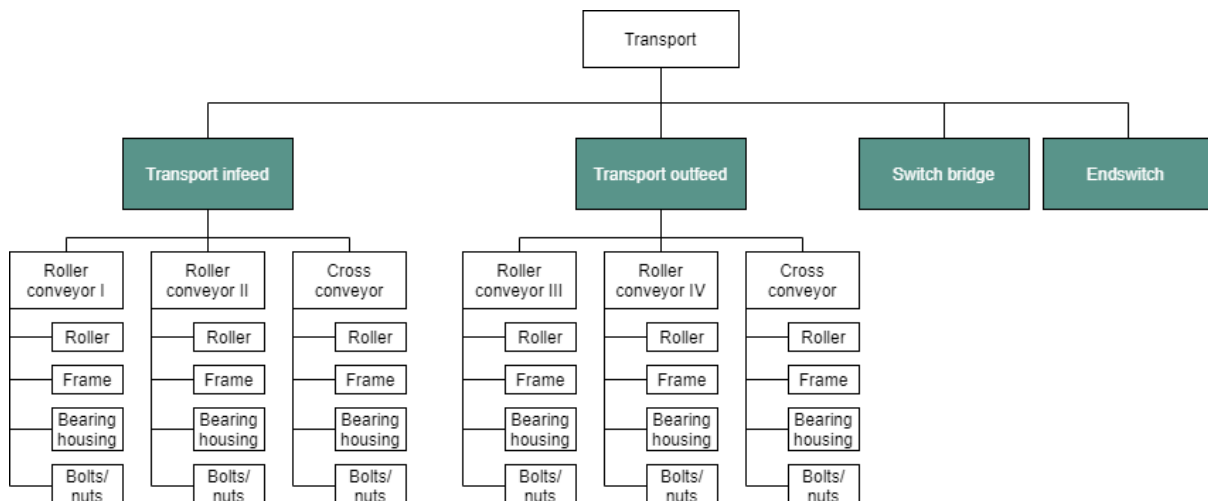 Transport
Transport infeed
Transport outfeed
Switch bridge
Endswitch
Roller
conveyor I
Roller
conveyor II
Cross
conveyor
Roller
conveyor III
Roller
conveyor IV
Cross
conveyor
Roller
Roller
Roller
Roller
Roller
Roller
Frame
Frame
Frame
Frame
Frame
Frame
Bearing
housing
Bearing
housing
Bearing
housing
Bearing
housing
Bearing
housing
Bearing
housing
Bolts/
nuts
Bolts/
nuts
Bolts/
nuts
Bolts/
nuts
Bolts/
nuts
Bolts/
nuts